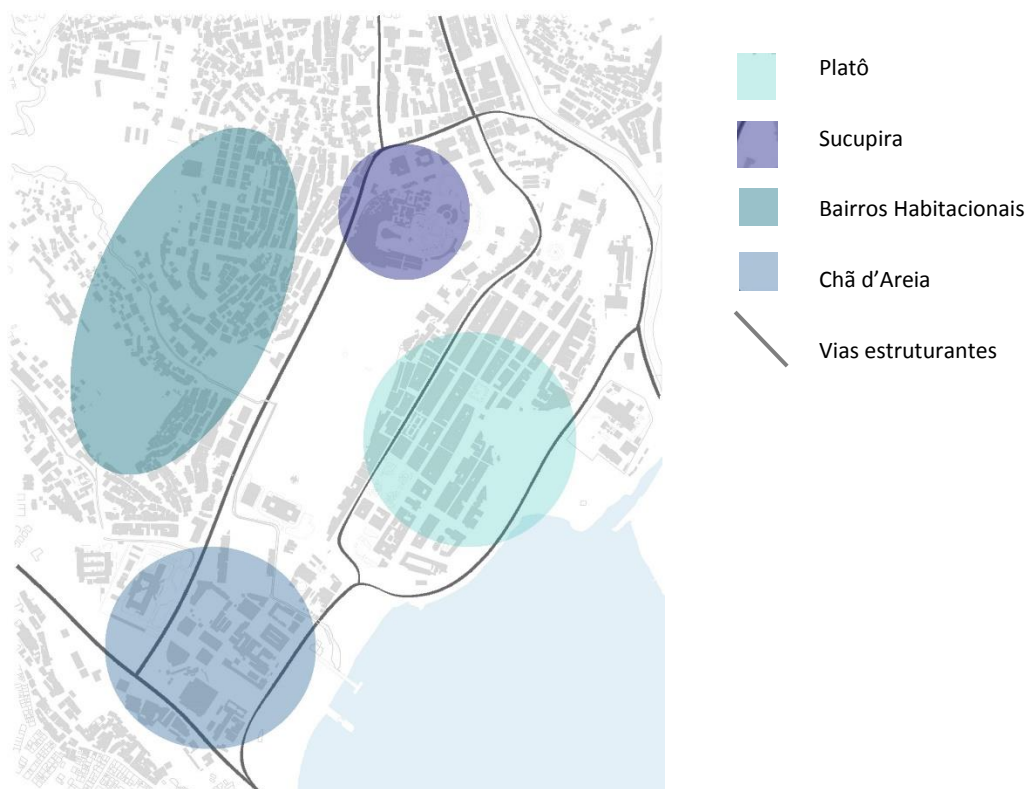 Platô
Sucupira
Bairros Habitacionais
Chã d’Areia
Vias estruturantes